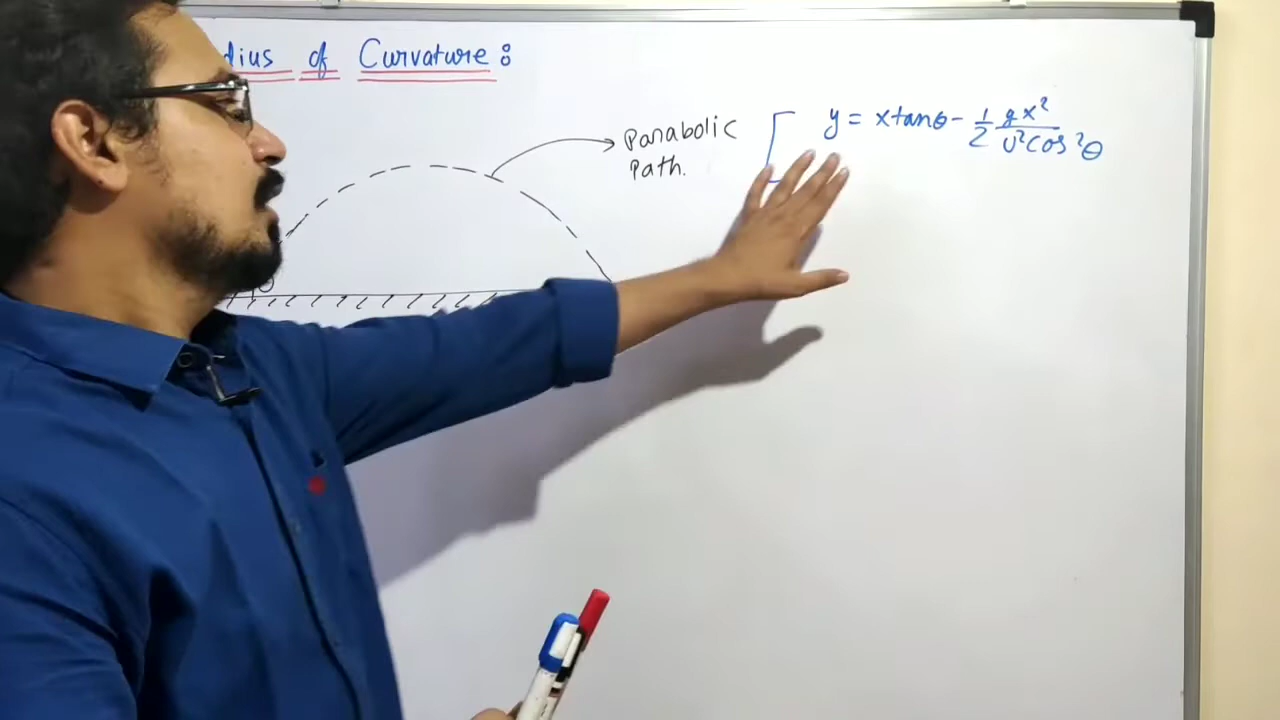 dius of Curvature:
Parabolic
Path.
y = x tanθ - 1/2 gx²/u²cos²θ
θ